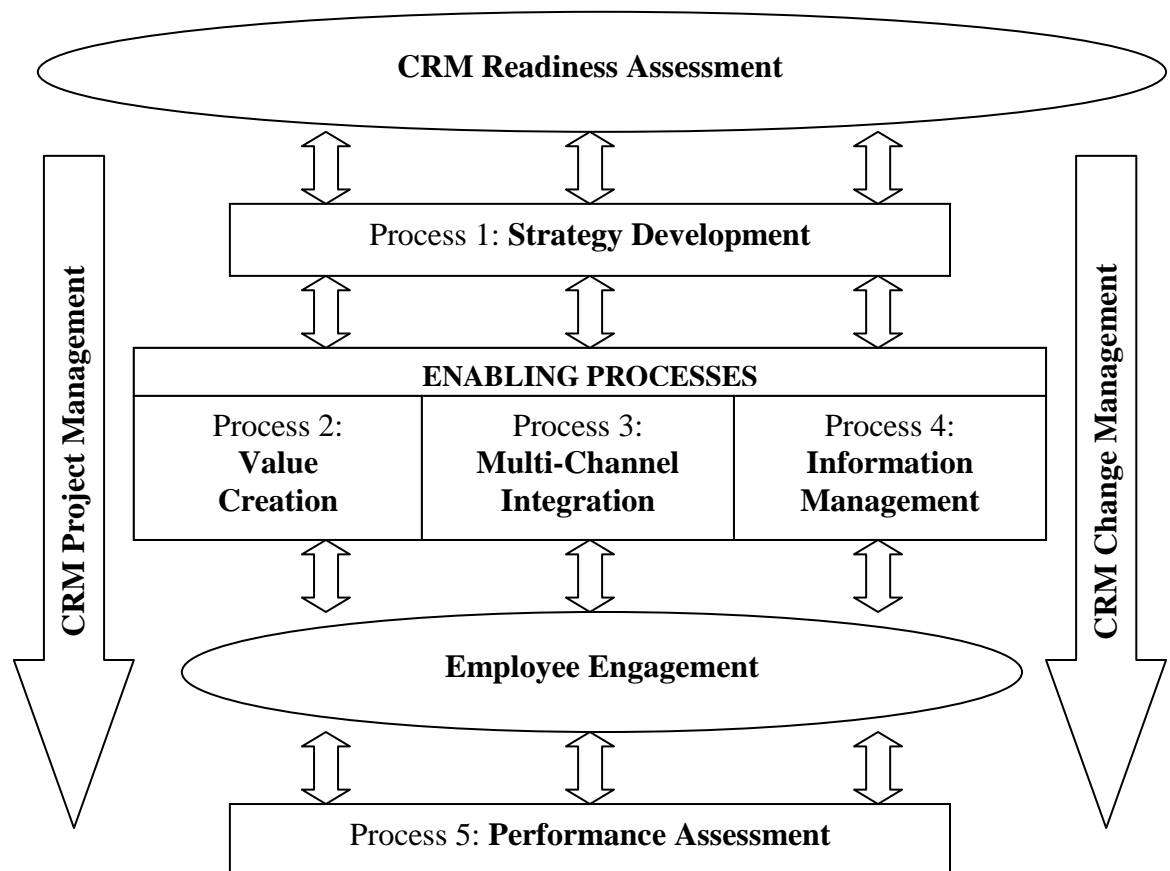 CRM Readiness Assessment
Process 1: Strategy Development
ENABLING PROCESSES
Process 2:
Value
Creation
Process 3:
Multi-Channel
Integration
Process 4:
Information
Management
Employee Engagement
Process 5: Performance Assessment
CRM Project Management
CRM Change Management